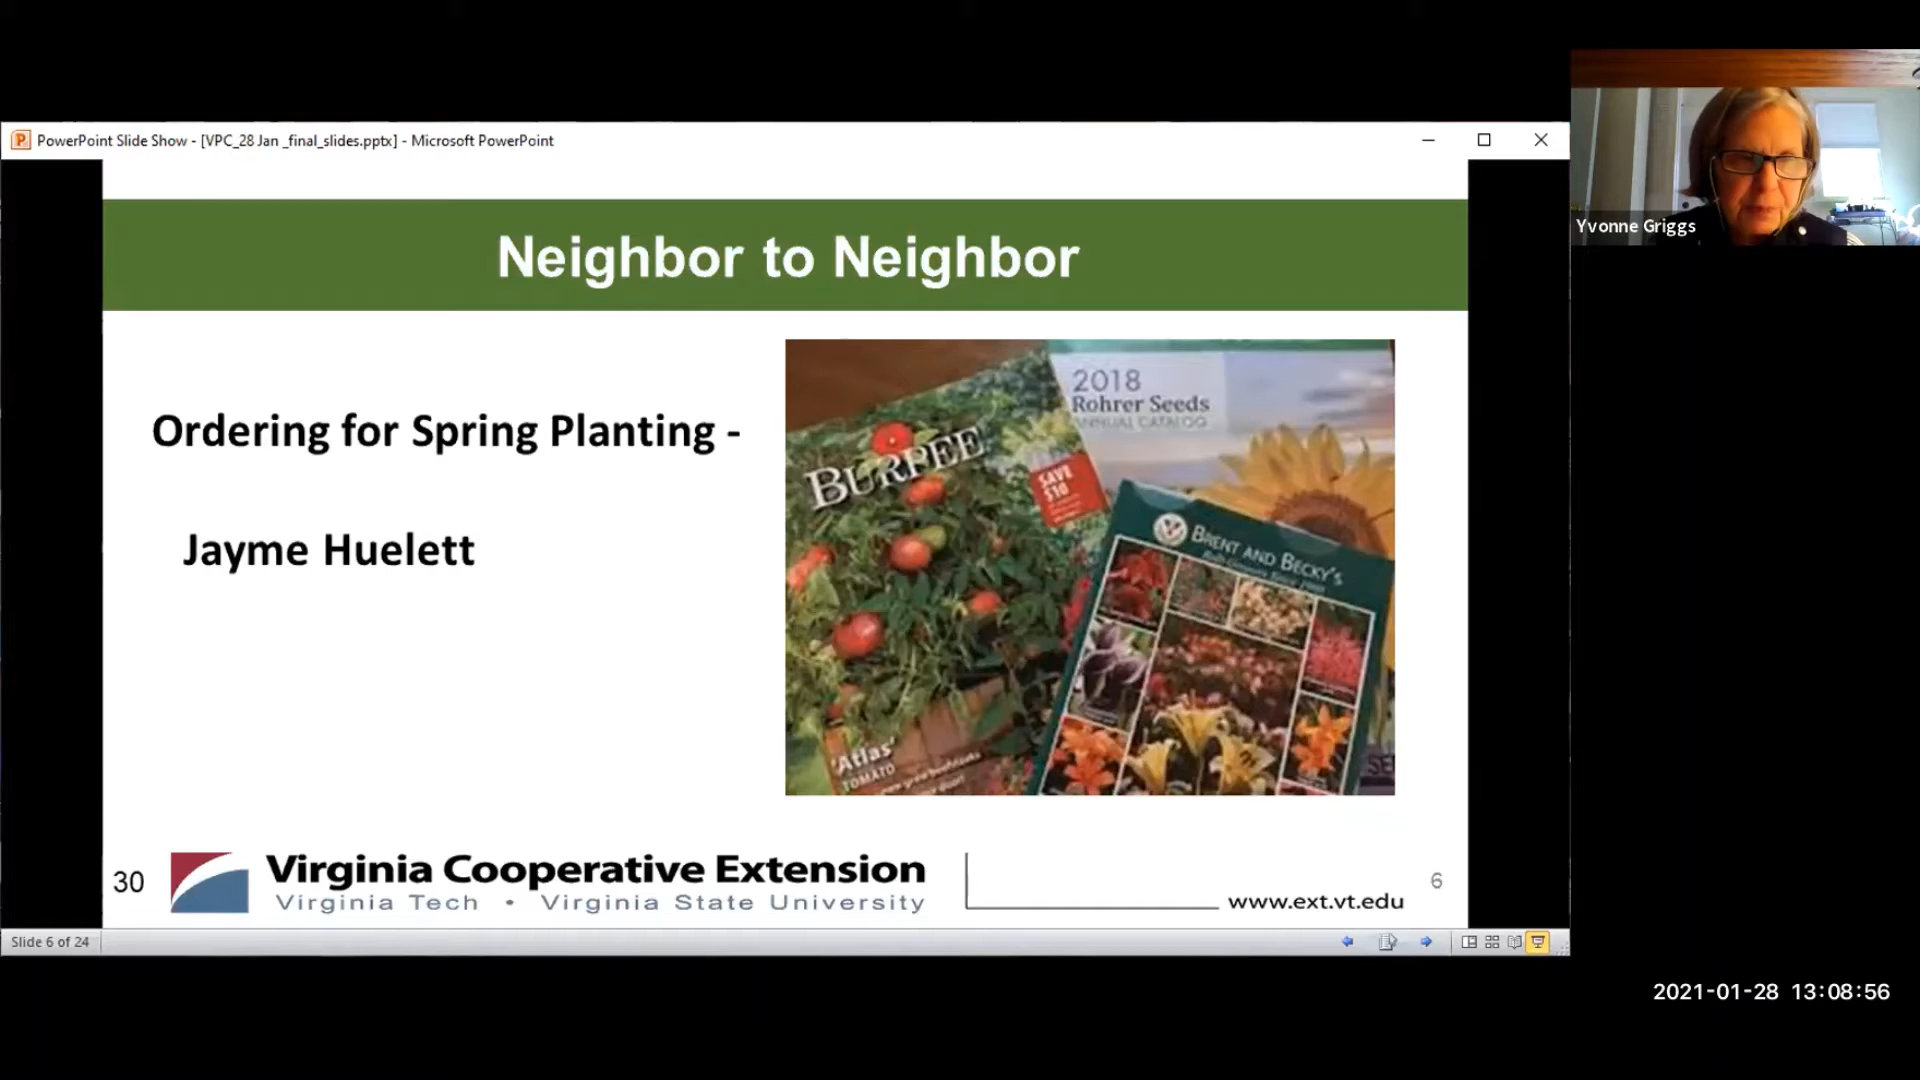 PowerPoint Slide Show - [VPC_28 Jan _final_slides.pptx] - Microsoft PowerPoint
Yvonne Griggs
Neighbor to Neighbor
Ordering for Spring Planting -
Jayme Huelett
2018
Rohrer Seeds
ANNUAL CATALOG
BURPEE
SAVE
$10
BRENT AND BECKY'S
'Atlas'
TOMATO
30
Virginia Cooperative Extension
Virginia Tech • Virginia State University
www.ext.vt.edu
6
Slide 6 of 24
2021-01-28 13:08:56